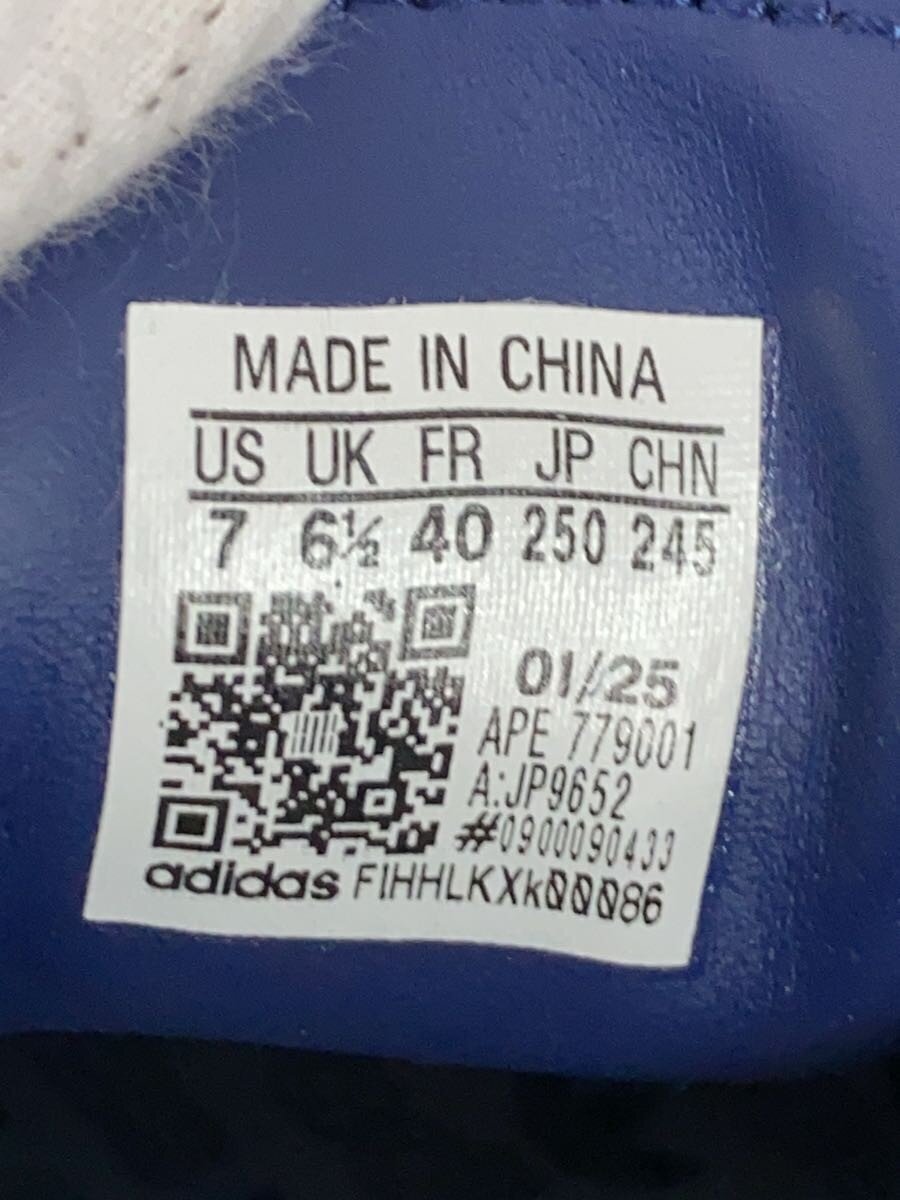 MADE IN CHINA
US UK FR JP CHN
7 6½ 40 250 245
01/25
APE 779001
A:JP9652
#0900090433
adidas F1HHLKXk00086